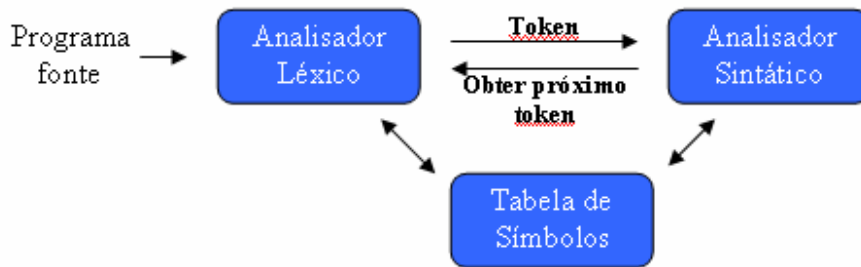 Programa
fonte
Analisador
Léxico
Token
Obter próximo
token
Analisador
Sintático
Tabela de
Símbolos